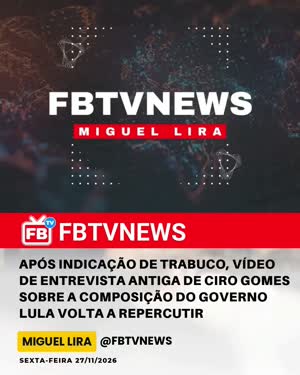 FBTVNEWS
MIGUEL LIRA
FB TV FBTVNEWS
APÓS INDICAÇÃO DE TRABUCO, VÍDEO
DE ENTREVISTA ANTIGA DE CIRO GOMES
SOBRE A COMPOSIÇÃO DO GOVERNO
LULA VOLTA A REPERCUTIR
MIGUEL LIRA @FBTVNEWS
SEXTA-FEIRA 27/11/2026